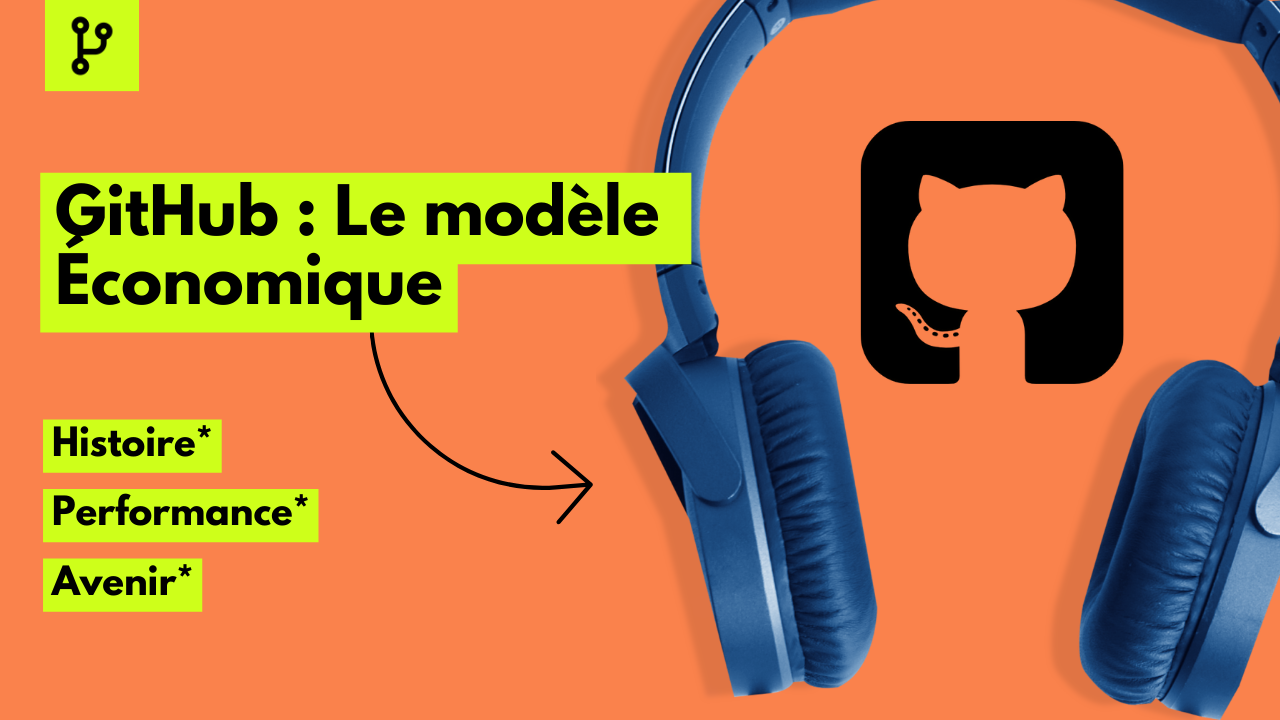 GitHub : Le modèle
Économique
Histoire*
Performance*
Avenir*